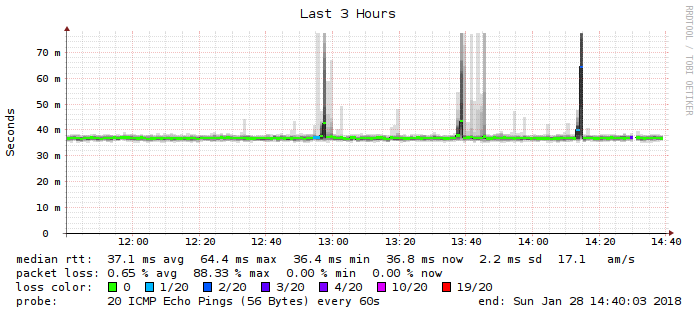 Last 3 Hours
RRDTOOL / TOBI OETIKER
Seconds
70 m
60 m
50 m
40 m
30 m
20 m
10 m
0
12:00 12:20 12:40 13:00 13:20 13:40 14:00 14:20 14:40
median rtt: 37.1 ms avg 64.4 ms max 36.4 ms min 36.8 ms now 2.2 ms sd 17.1 am/s
packet loss: 0.65 % avg 88.33 % max 0.00 % min 0.00 % now
loss color: 0 1/20 2/20 3/20 4/20 10/20 19/20
probe: 20 ICMP Echo Pings (56 Bytes) every 60s end: Sun Jan 28 14:40:03 2018